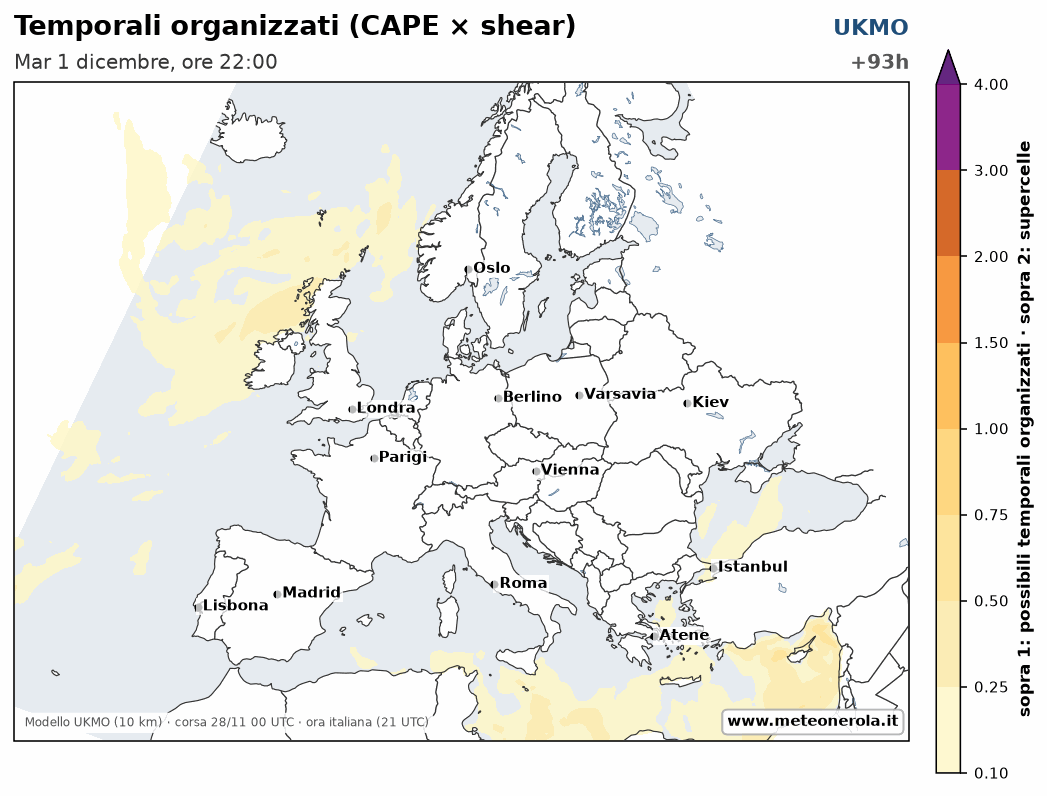 Temporali organizzati (CAPE × shear)
UKMO
Mar 1 dicembre, ore 22:00
+93h
4.00
3.00
2.00
1.50
1.00
0.75
0.50
0.25
0.10
sopra 1: possibili temporali organizzati · sopra 2: supercelle
Oslo
Berlino
Varsavia
Kiev
Londra
Parigi
Vienna
Istanbul
Roma
Madrid
Lisbona
Atene
Modello UKMO (10 km) · corsa 28/11 00 UTC · ora italiana (21 UTC)
www.meteonerola.it